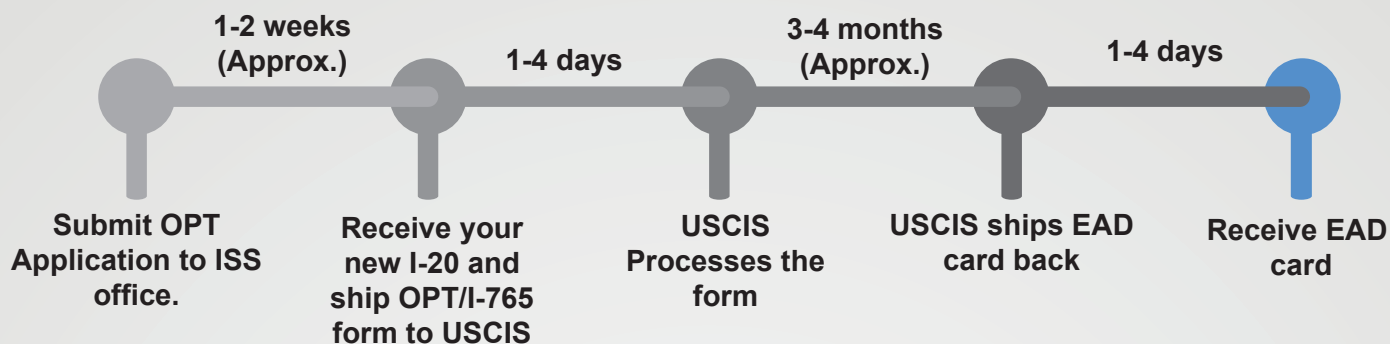 1-2 weeks
(Approx.)
1-4 days
3-4 months
(Approx.)
1-4 days
Submit OPT
Application to ISS
office.
Receive your
new I-20 and
ship OPT/I-765
form to USCIS
USCIS
Processes the
form
USCIS ships EAD
card back
Receive EAD
card